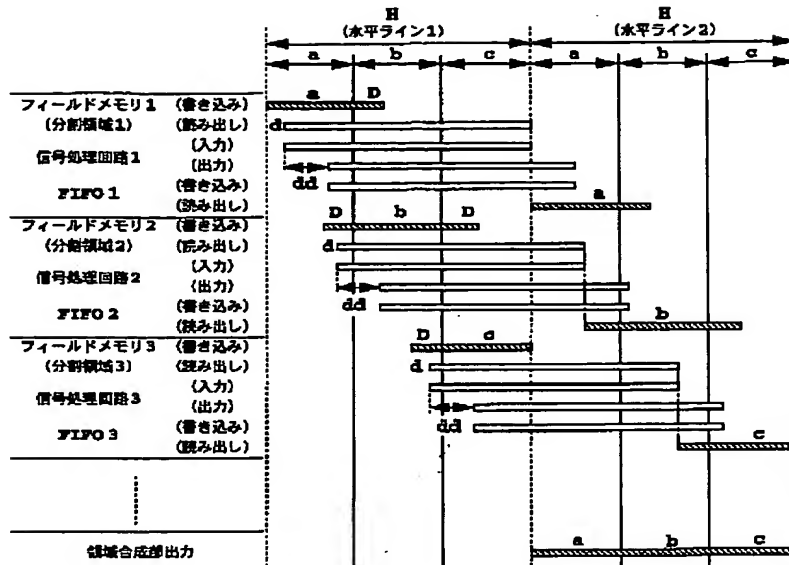 H H
(水平ライン1) (水平ライン2)
a b c a b c
フィールドメモリ1 (書き込み) a D
(分割領域1) (読み出し) d
信号処理回路1 (入力)
(出力)
dd
FIFO 1 (書き込み)
(読み出し) a
フィールドメモリ2 (書き込み) D b D
(分割領域2) (読み出し) d
信号処理回路2 (入力)
(出力)
dd
FIFO 2 (書き込み)
(読み出し) b
フィールドメモリ3 (書き込み) D c
(分割領域3) (読み出し) d
信号処理回路3 (入力)
(出力)
dd
FIFO 3 (書き込み)
(読み出し) c
領域合成部出力 a b c